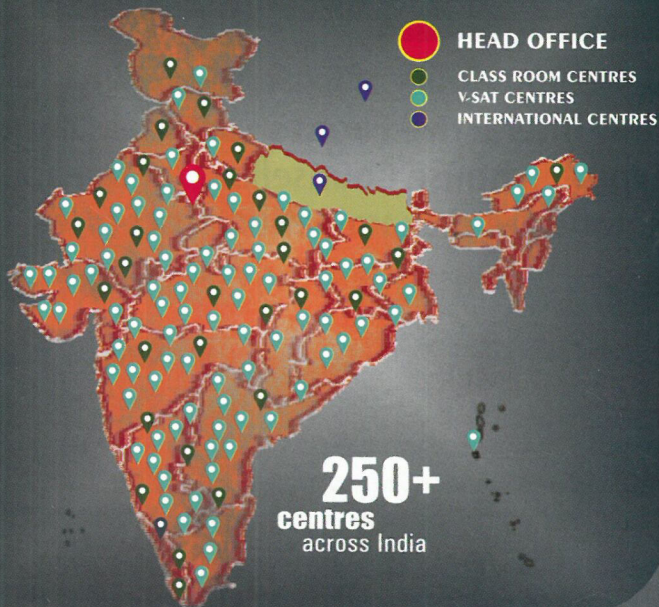 HEAD OFFICE
CLASS ROOM CENTRES
V-SAT CENTRES
INTERNATIONAL CENTRES
250+
centres
across India